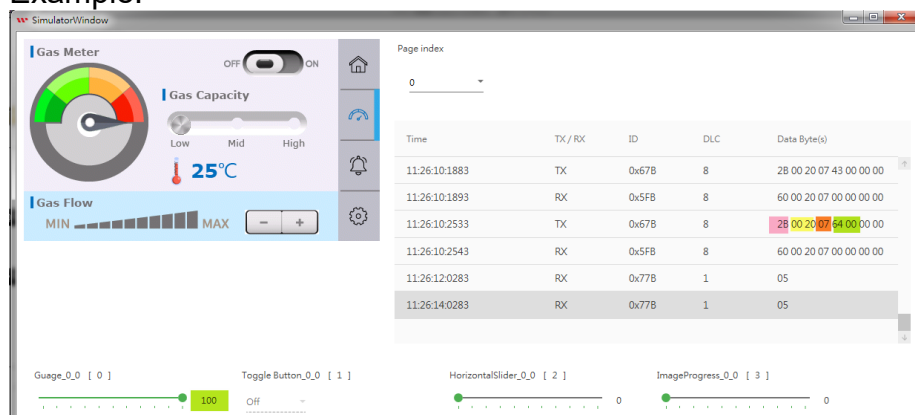 Example:
SimulatorWindow
Gas Meter
OFF ON
Gas Capacity
Low Mid High
25°C
Gas Flow
MIN MAX - +
Page index
0
Time TX / RX ID DLC Data Byte(s)
11:26:10:1883 TX 0x67B 8 2B 00 20 07 43 00 00 00
11:26:10:1893 RX 0x5FB 8 60 00 20 07 00 00 00 00
11:26:10:2533 TX 0x67B 8 2B 00 20 07 64 00 00 00
11:26:10:2543 RX 0x5FB 8 60 00 20 07 00 00 00 00
11:26:12:0283 RX 0x77B 1 05
11:26:14:0283 RX 0x77B 1 05
Guage_0_0 [ 0 ] Toggle Button_0_0 [ 1 ] HorizontalSlider_0_0 [ 2 ] ImageProgress_0_0 [ 3 ]
100 Off 0 0